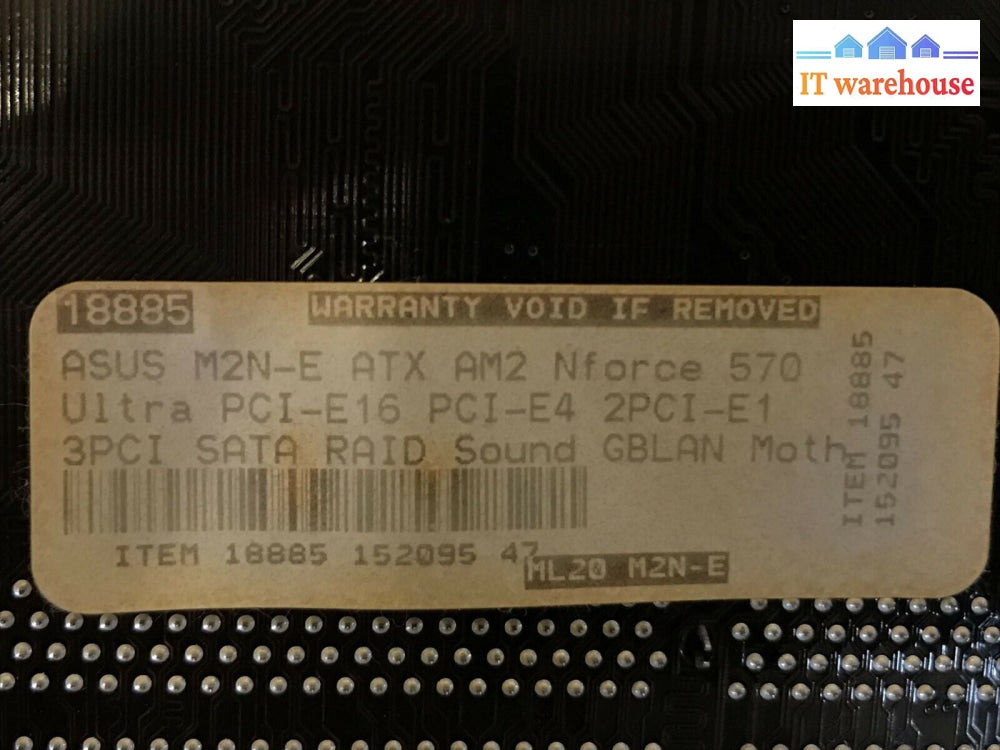 IT warehouse
18885
WARRANTY VOID IF REMOVED
ASUS M2N-E ATX AM2 Nforce 570
Ultra PCI-E16 PCI-E4 2PCI-E1
3PCI SATA RAID Sound GBLAN Moth
ITEM 18885 152095 47
ML20 M2N-E
ITEM 18885
152095 47